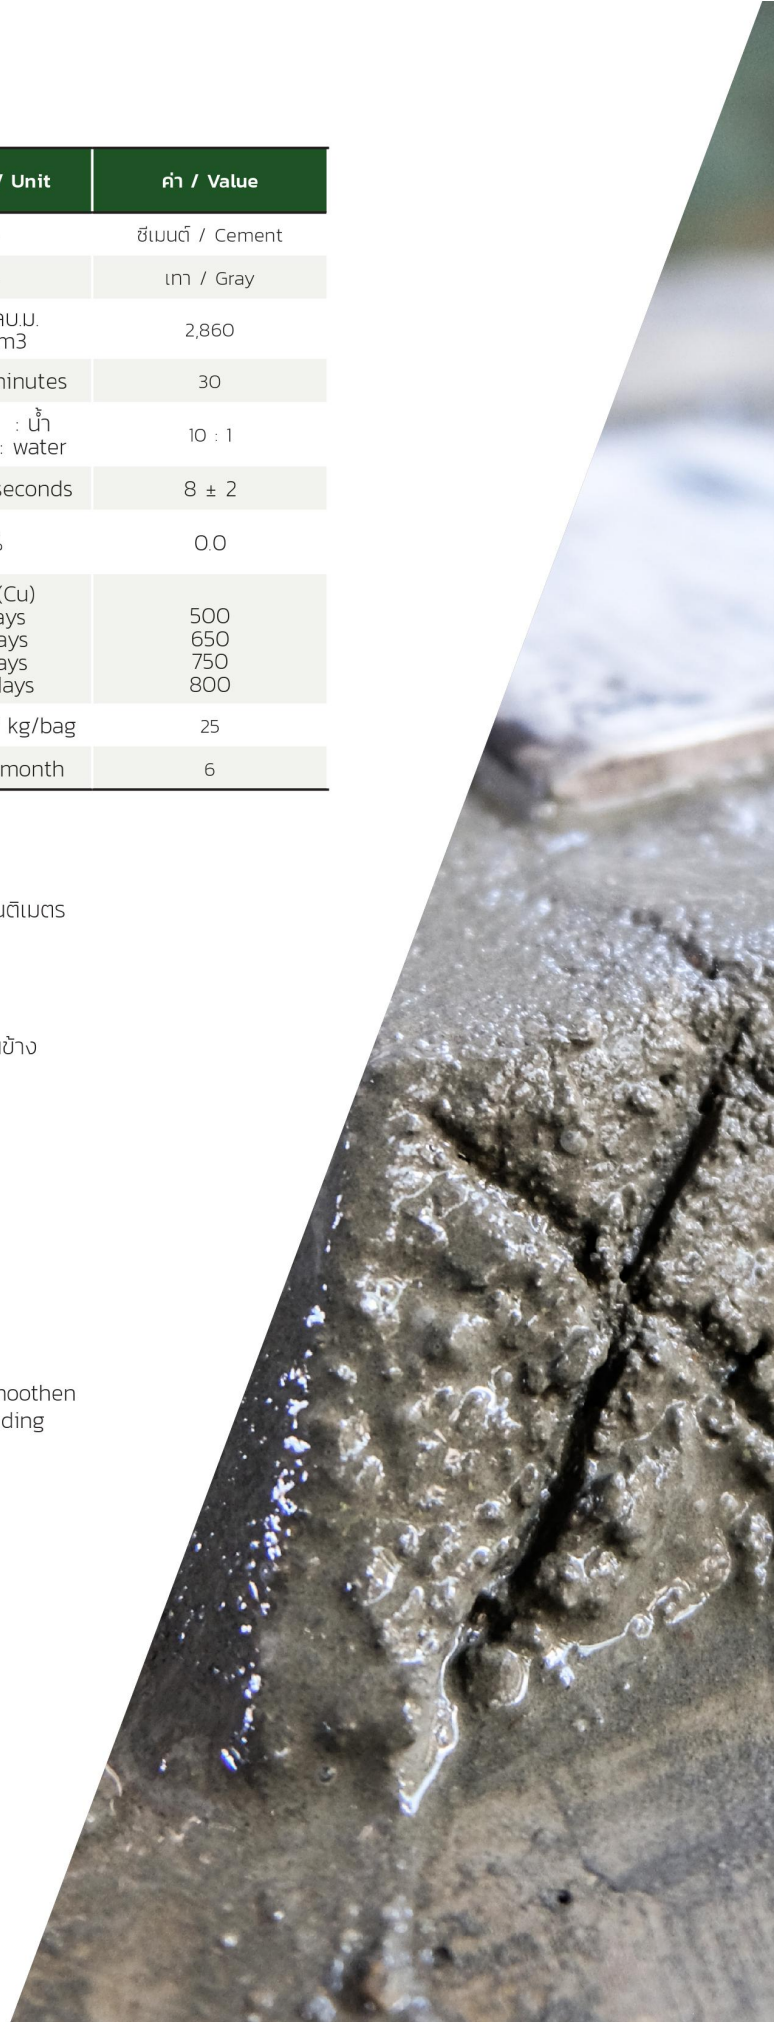 / Unit ค่า / Value
ซีเมนต์ / Cement
เทา / Gray
ลบ.ม.
m3 2,860
minutes 30
: น้ำ
: water 10 : 1
seconds 8 ± 2
% 0.0
(Cu)
ays 500
ays 650
ays 750
days 800
kg/bag 25
month 6
นติเมตร
ข้าง
moothen
ding